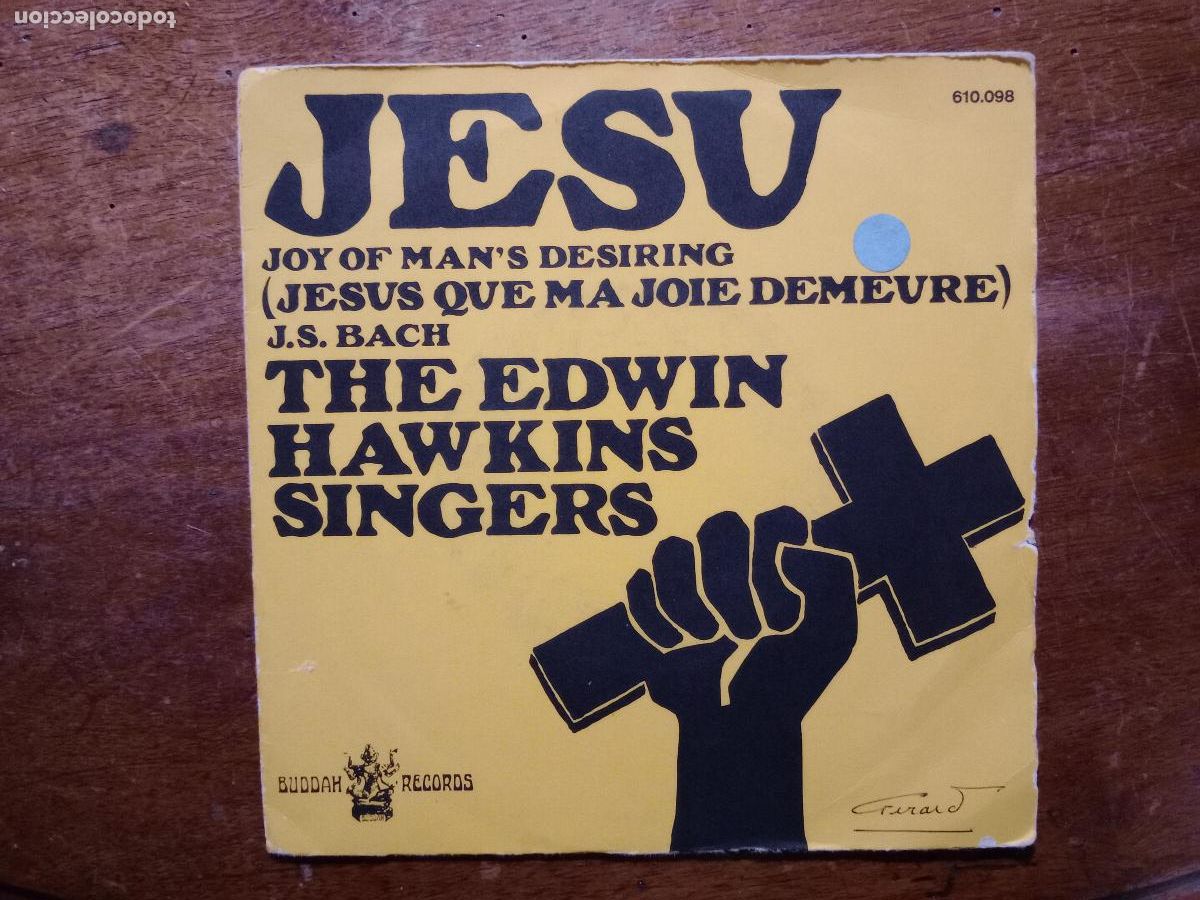 todocoleccion
JESU
610.098
JOY OF MAN'S DESIRING
(JESUS QUE MA JOIE DEMEURE)
J.S. BACH
THE EDWIN
HAWKINS
SINGERS
BUDDAH RECORDS
Gerard